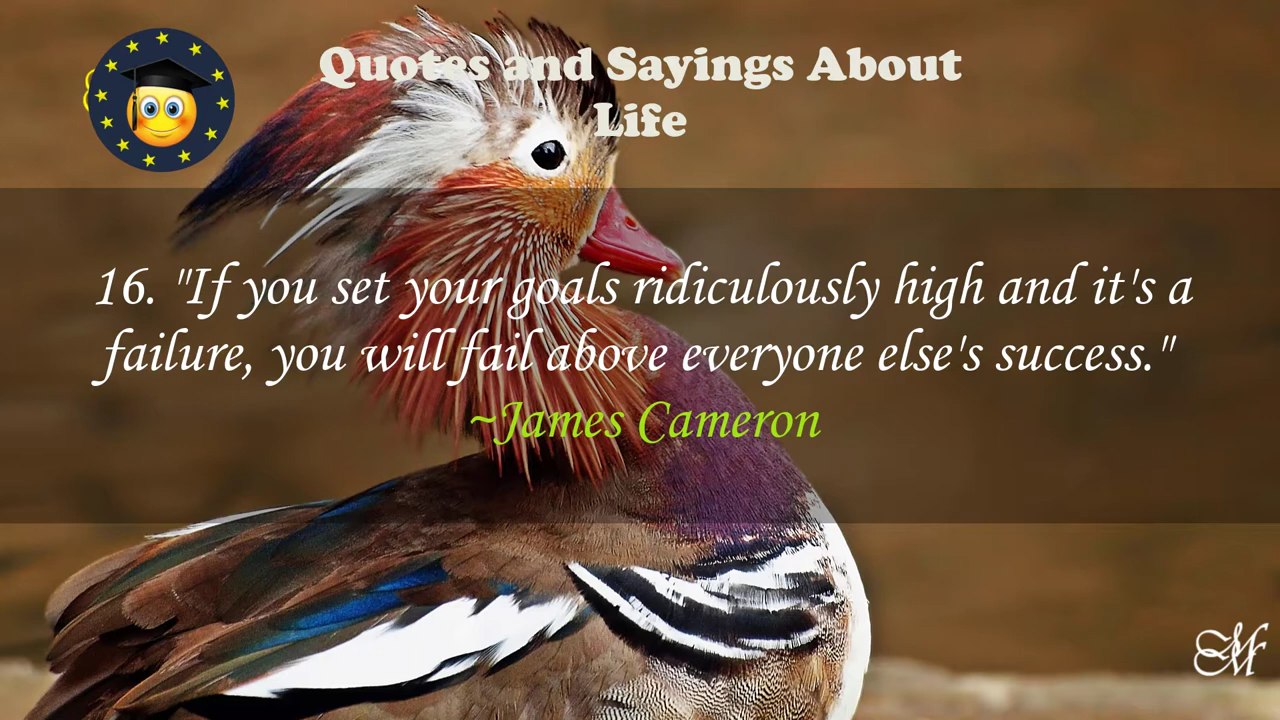 Quotes and Sayings About
Life
16. "If you set your goals ridiculously high and it's a
failure, you will fail above everyone else's success."
~James Cameron